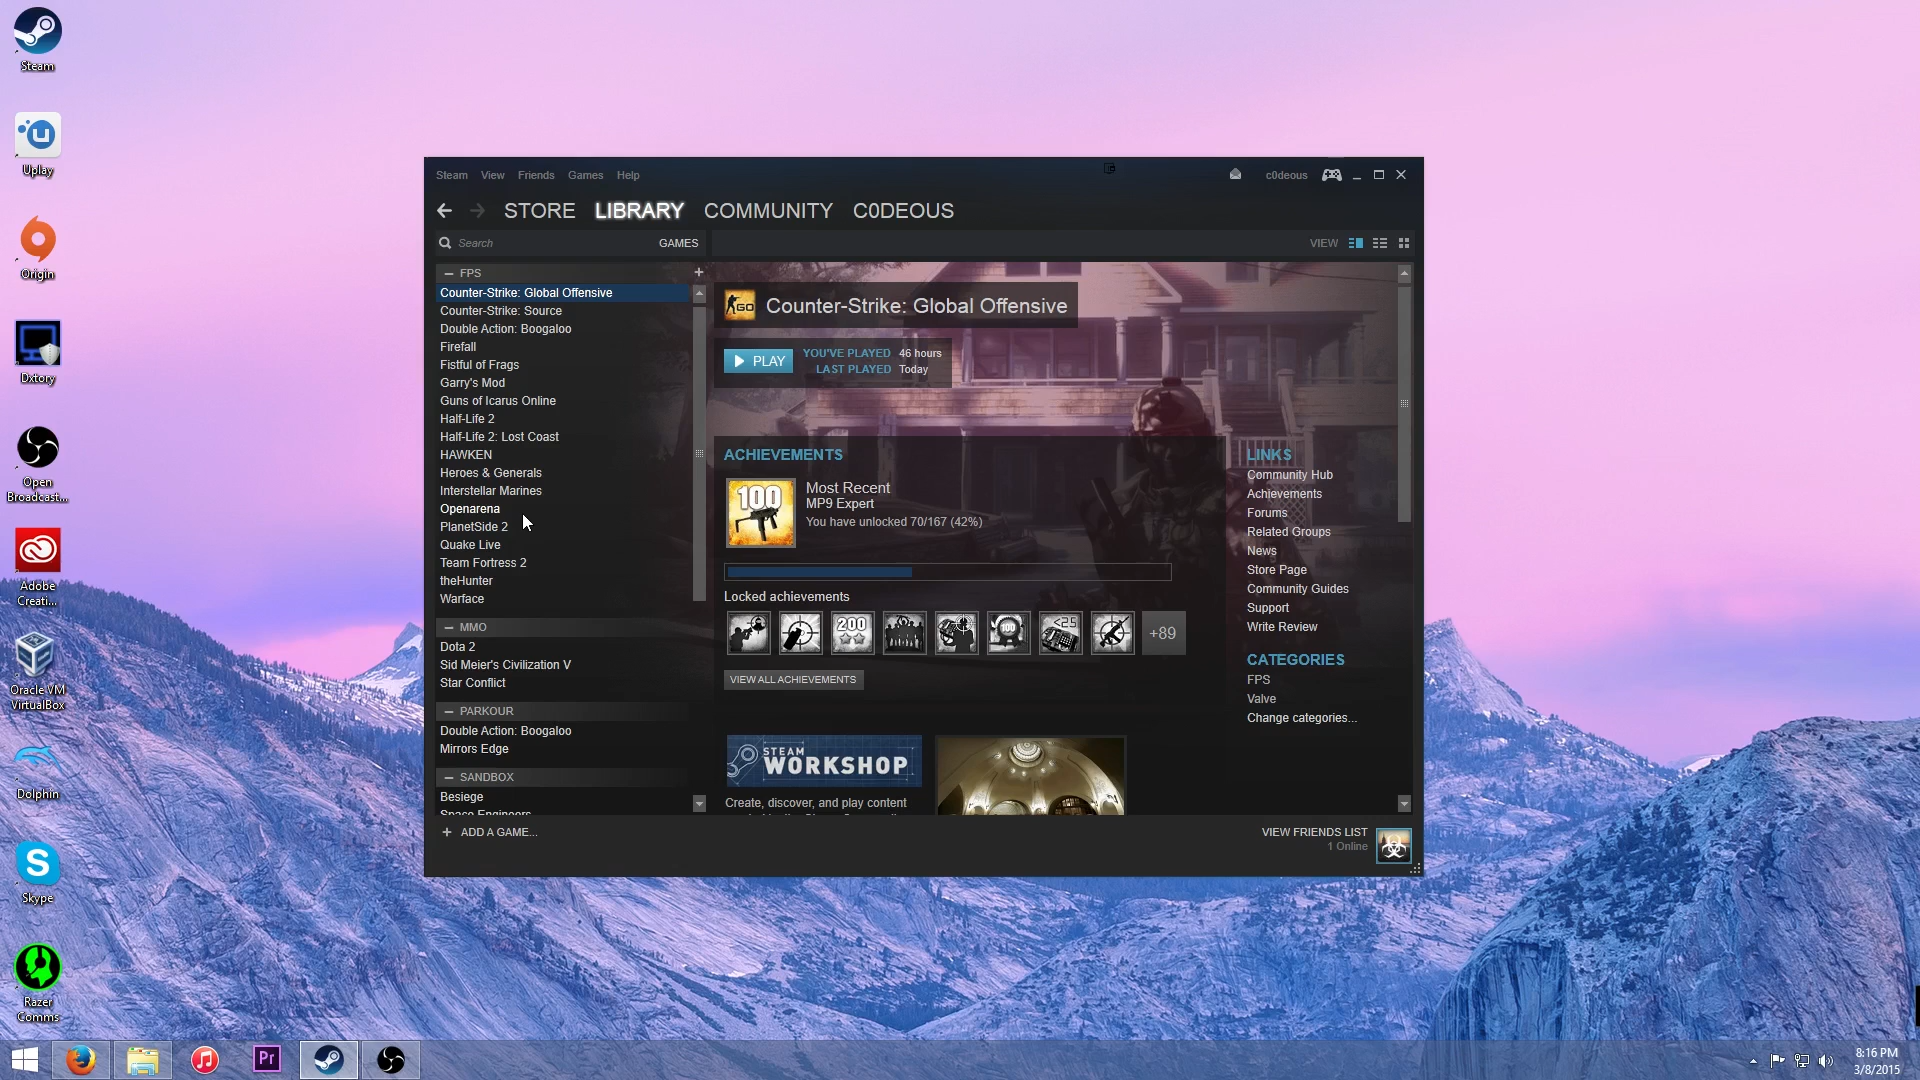 Steam
Uplay
Origin
Dxtory
Open
Broadcast...
Adobe
Creati...
Oracle VM
VirtualBox
Dolphin
Skype
Razer
Comms
Steam View Friends Games Help
c0deous
STORE LIBRARY COMMUNITY C0DEOUS
Search GAMES
VIEW
— FPS +
Counter-Strike: Global Offensive
Counter-Strike: Source
Double Action: Boogaloo
Firefall
Fistful of Frags
Garry's Mod
Guns of Icarus Online
Half-Life 2
Half-Life 2: Lost Coast
HAWKEN
Heroes & Generals
Interstellar Marines
Openarena
PlanetSide 2
Quake Live
Team Fortress 2
theHunter
Warface
— MMO
Dota 2
Sid Meier's Civilization V
Star Conflict
— PARKOUR
Double Action: Boogaloo
Mirrors Edge
— SANDBOX
Besiege
Space Engineers
+ ADD A GAME...
GO
Counter-Strike: Global Offensive
PLAY
YOU'VE PLAYED 46 hours
LAST PLAYED Today
ACHIEVEMENTS
100
Most Recent
MP9 Expert
You have unlocked 70/167 (42%)
Locked achievements
200
100
<25
+89
VIEW ALL ACHIEVEMENTS
STEAM
WORKSHOP
Create, discover, and play content
LINKS
Community Hub
Achievements
Forums
Related Groups
News
Store Page
Community Guides
Support
Write Review
CATEGORIES
FPS
Valve
Change categories...
VIEW FRIENDS LIST
1 Online
Pr
8:16 PM
3/8/2015